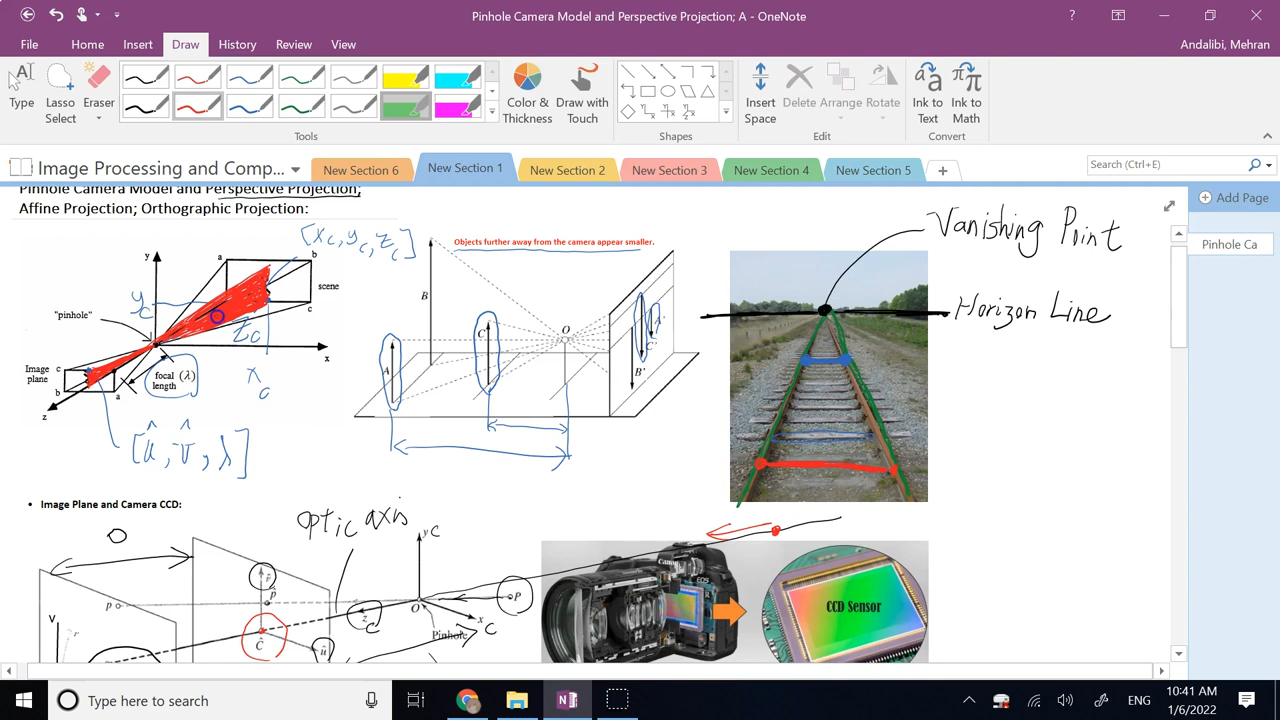 Pinhole Camera Model and Perspective Projection; A - OneNote
File Home Insert Draw History Review View
Andalibi, Mehran
Type
Lasso Select
Eraser
Color & Thickness
Draw with Touch
Insert Space
Delete
Arrange
Rotate
Ink to Text
Ink to Math
Tools
Shapes
Edit
Convert
Image Processing and Comp...
New Section 6
New Section 1
New Section 2
New Section 3
New Section 4
New Section 5
Search (Ctrl+E)
Add Page
Pinhole Ca
Pinhole Camera Model and Perspective Projection;
Affine Projection; Orthographic Projection:
[xc, yc, zc]
Objects further away from the camera appear smaller.
Vanishing Point
Horizon Line
y
a
b
scene
c
yc
"pinhole"
zc
x
Image plane
c
b
a
focal length (λ)
z
xc
[û, v̂, λ]
B
A
C
O
A'
C'
B'
• Image Plane and Camera CCD:
optic axis
O
yC
v
r
p
r̂
p̂
Ĉ
û
zc
O
x
c
P
Pinhole
Canon
EOS
CCD Sensor
Type here to search
ENG
10:41 AM
1/6/2022